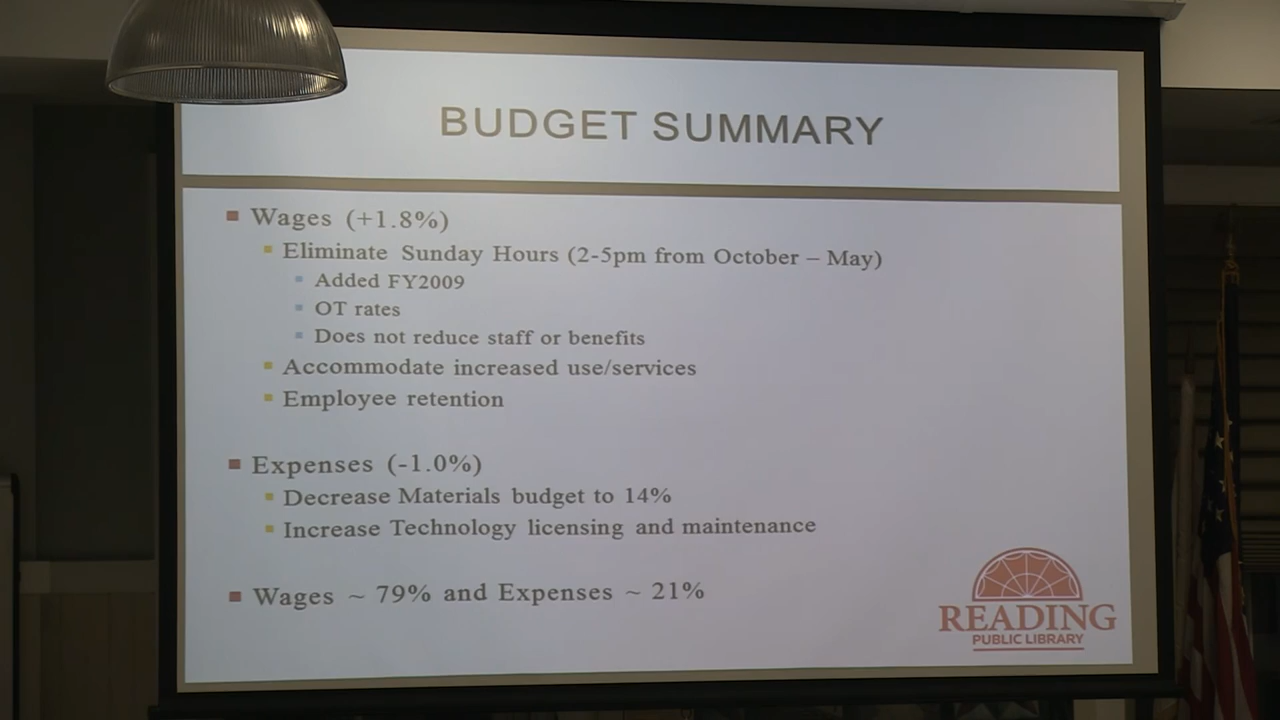 BUDGET SUMMARY
Wages (+1.8%)
Eliminate Sunday Hours (2-5pm from October – May)
Added FY2009
OT rates
Does not reduce staff or benefits
Accommodate increased use/services
Employee retention
Expenses (-1.0%)
Decrease Materials budget to 14%
Increase Technology licensing and maintenance
Wages ~ 79% and Expenses ~ 21%
READING
PUBLIC LIBRARY